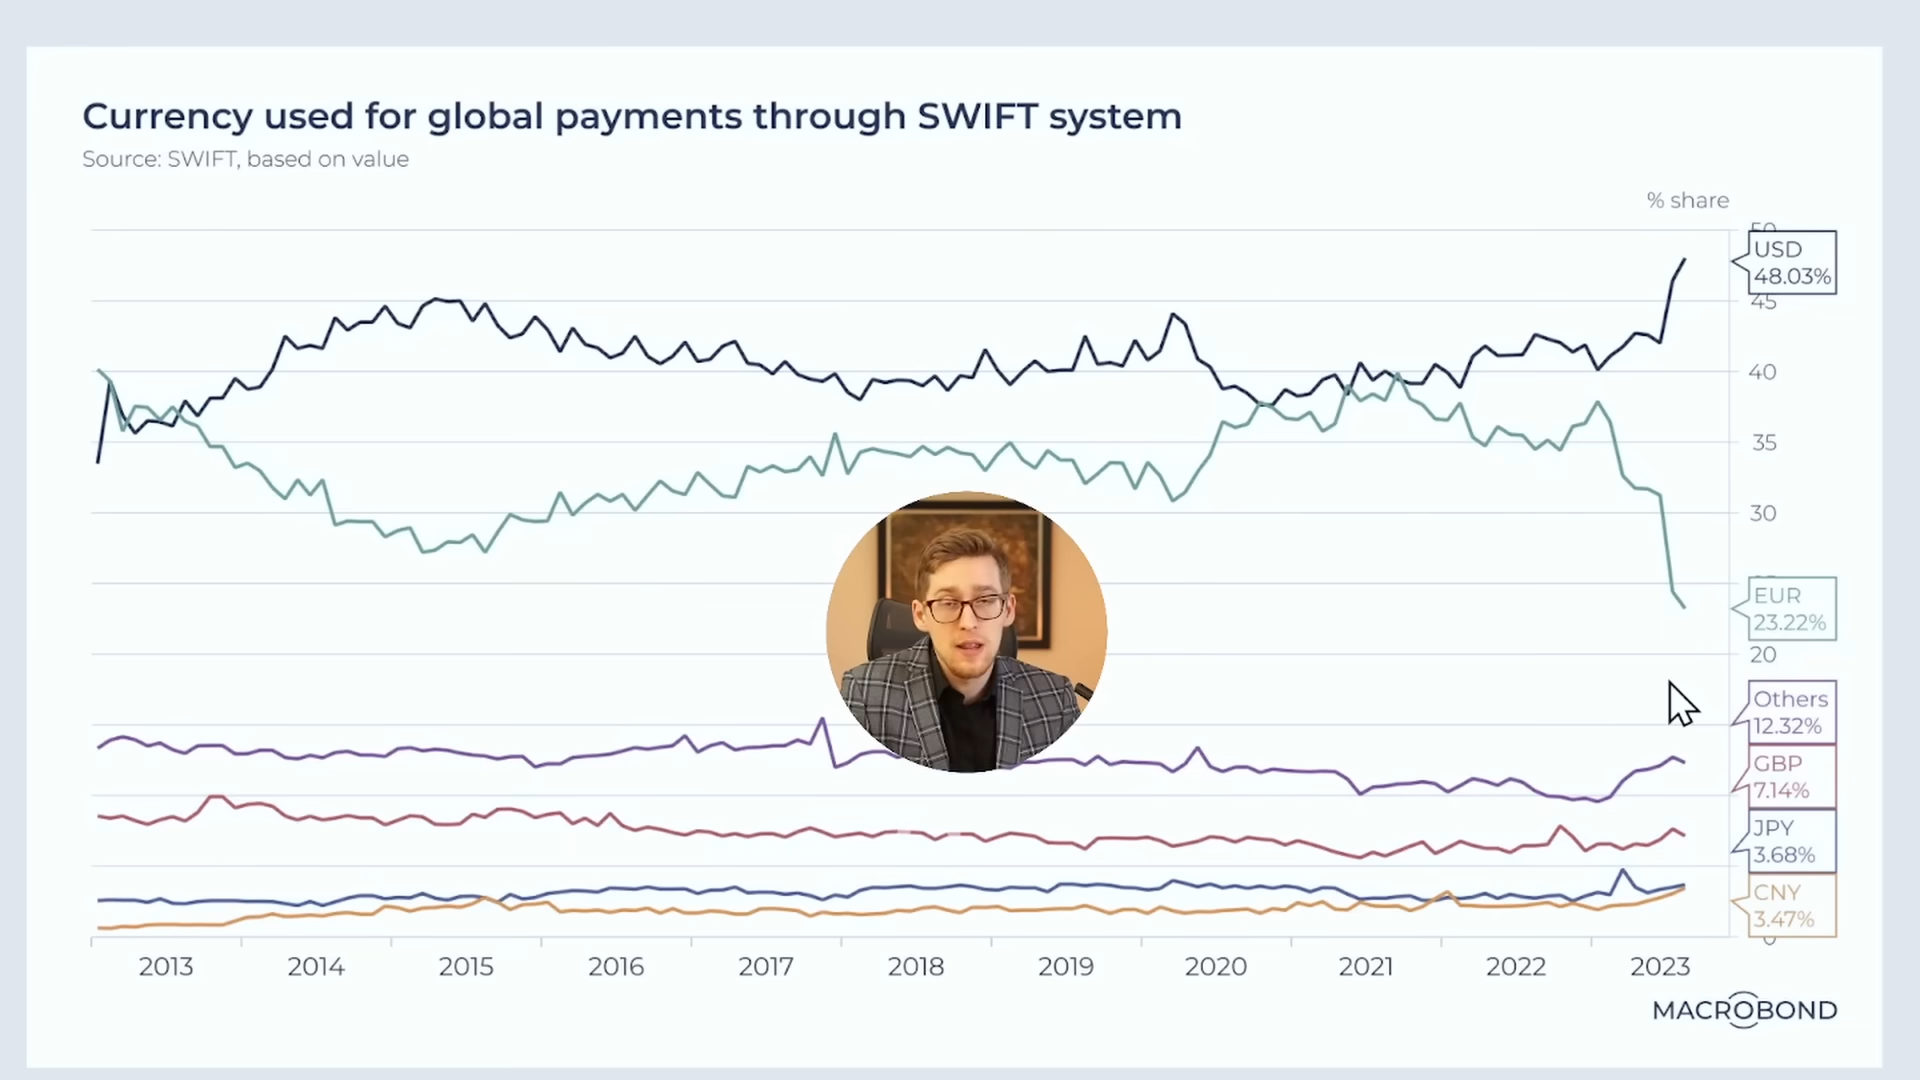 Currency used for global payments through SWIFT system
Source: SWIFT, based on value
% share
50
USD
48.03%
45
40
35
30
EUR
23.22%
20
Others
12.32%
GBP
7.14%
JPY
3.68%
CNY
3.47%
0
2013 2014 2015 2016 2017 2018 2019 2020 2021 2022 2023
MACROBOND